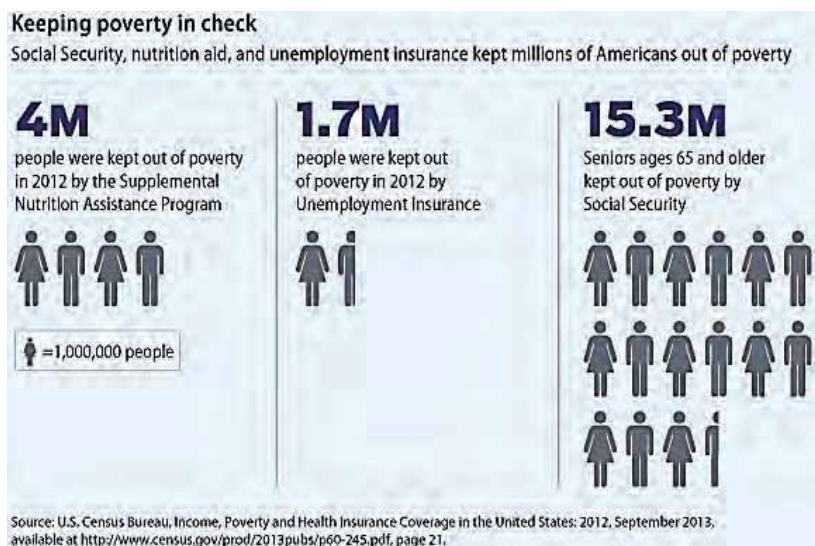 Keeping poverty in check
Social Security, nutrition aid, and unemployment insurance kept millions of Americans out of poverty
4M
people were kept out of poverty
in 2012 by the Supplemental
Nutrition Assistance Program
=1,000,000 people
1.7M
people were kept out
of poverty in 2012 by
Unemployment Insurance
15.3M
Seniors ages 65 and older
kept out of poverty by
Social Security
Source: U.S. Census Bureau, Income, Poverty and Health Insurance Coverage in the United States: 2012, September 2013,
available at http://www.census.gov/prod/2013pubs/p60-245.pdf, page 21.